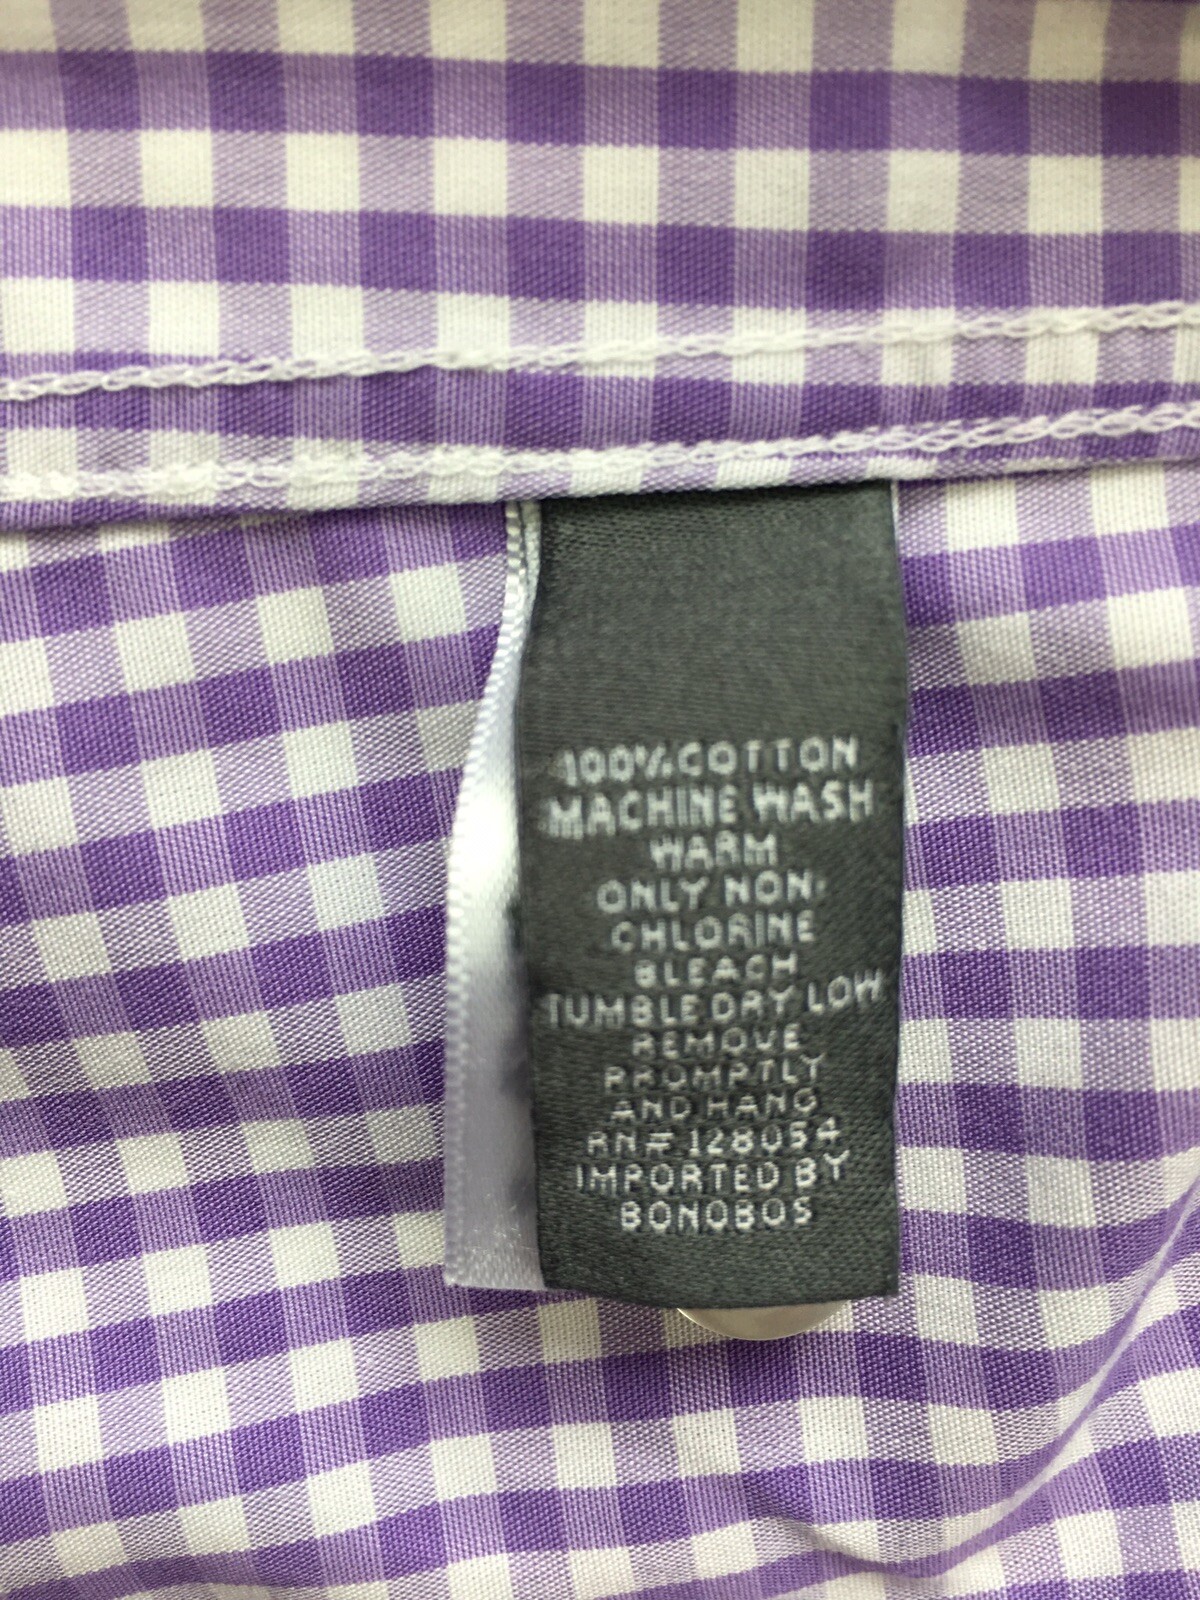 100% COTTON
MACHINE WASH
WARM
ONLY NON-
CHLORINE
BLEACH
TUMBLE DRY LOW
REMOVE
PROMPTLY
AND HANG
RN# 128054
IMPORTED BY
BONOBOS